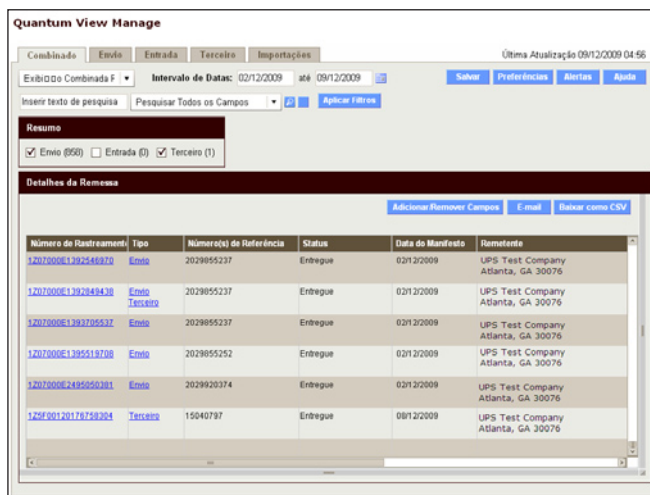 Quantum View Manage
Combinado Envio Entrada Terceiro Importações Última Atualização 09/12/2009 04:56
Exibi Combinada F Intervalo de Datas: 02/12/2009 até 09/12/2009 Salvar Preferências Alertas Ajuda
Inserir texto de pesquisa Pesquisar Todos os Campos Aplicar Filtros
Resumo
Envio (858) Entrada (0) Terceiro (1)
Detalhes da Remessa
Adicionar/Remover Campos E-mail Baixar como CSV
Número de Rastreament Tipo Número(s) de Referência Status Data do Manifesto Remetente
1Z07000E1392546970 Envio 2029855237 Entregue 02/12/2009 UPS Test Company
Atlanta, GA 30076
1Z07000E1392849438 Envio 2029855237 Entregue 02/12/2009 UPS Test Company
Terceiro Atlanta, GA 30076
1Z07000E1393705537 Envio 2029855237 Entregue 02/12/2009 UPS Test Company
Atlanta, GA 30076
1Z07000E1395519708 Envio 2029855252 Entregue 02/12/2009 UPS Test Company
Atlanta, GA 30076
1Z07000E2495050381 Envio 2029920374 Entregue 02/12/2009 UPS Test Company
Atlanta, GA 30076
1Z5F00120176758304 Terceiro 15040797 Entregue 08/12/2009 UPS Test Company
Atlanta, GA 30076